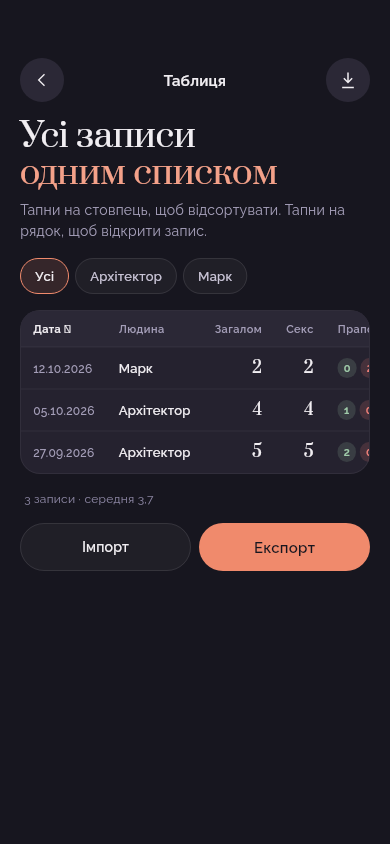 Таблиця
Усі записи
одним списком
Тапни на стовпець, щоб відсортувати. Тапни на
рядок, щоб відкрити запис.
Усі Архітектор Марк
Дата Людина Загалом Секс
12.10.2026 Марк 2 2 0
05.10.2026 Архітектор 4 4 1
27.09.2026 Архітектор 5 5 2
3 записи · середня 3,7
Імпорт Експорт